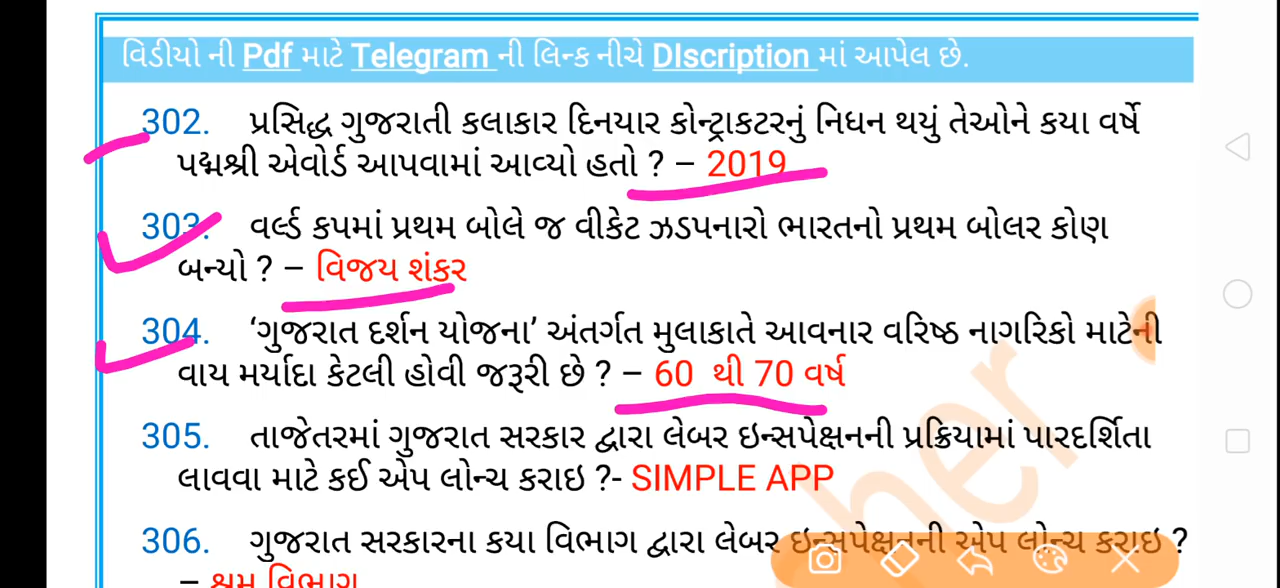 વિડીયો ની Pdf માટે Telegram ની લિન્ક નીચે DIscription માં આપેલ છે.
302. પ્રસિદ્ધ ગુજરાતી કલાકાર દિનયાર કોન્ટ્રાકટરનું નિધન થયું તેઓને કયા વર્ષે
પદ્મશ્રી એવોર્ડ આપવામાં આવ્યો હતો ? – 2019
303. વર્લ્ડ કપમાં પ્રથમ બોલે જ વીકેટ ઝડપનારો ભારતનો પ્રથમ બોલર કોણ
બન્યો ? – વિજય શંકર
304. ‘ગુજરાત દર્શન યોજના’ અંતર્ગત મુલાકાતે આવનાર વરિષ્ઠ નાગરિકો માટેની
વાય મર્યાદા કેટલી હોવી જરૂરી છે ? – 60 થી 70 વર્ષ
305. તાજેતરમાં ગુજરાત સરકાર દ્વારા લેબર ઇન્સપેક્ષનની પ્રક્રિયામાં પારદર્શિતા
લાવવા માટે કઈ એપ લોન્ચ કરાઇ ?- SIMPLE APP
306. ગુજરાત સરકારના કયા વિભાગ દ્વારા લેબર ઇન્સપેક્ષનની એપ લોન્ચ કરાઇ ?
– શ્રમ વિભાગ
her